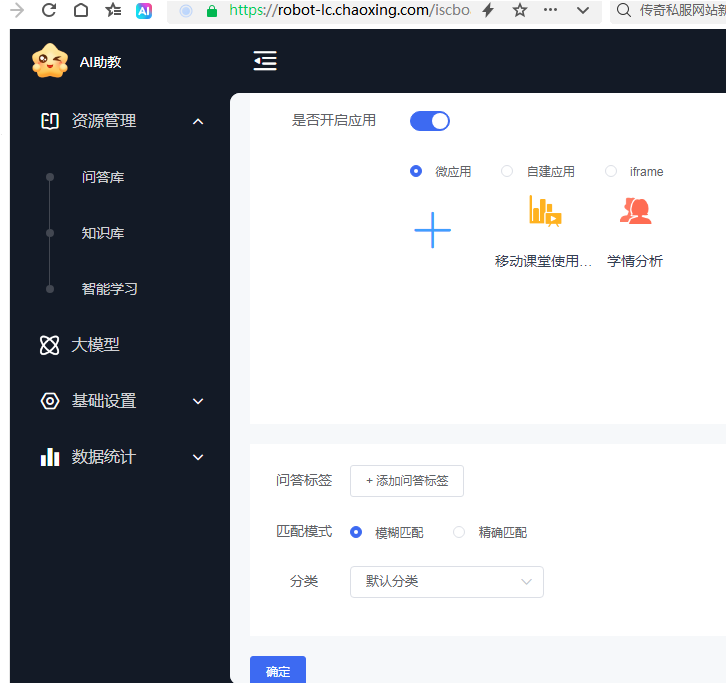 AI
https://robot-lc.chaoxing.com/iscbo
传奇私服网站新
AI助教
资源管理
问答库
知识库
智能学习
大模型
基础设置
数据统计
是否开启应用
微应用 自建应用 iframe
移动课堂使用... 学情分析
问答标签 + 添加问答标签
匹配模式 模糊匹配 精确匹配
分类 默认分类
确定